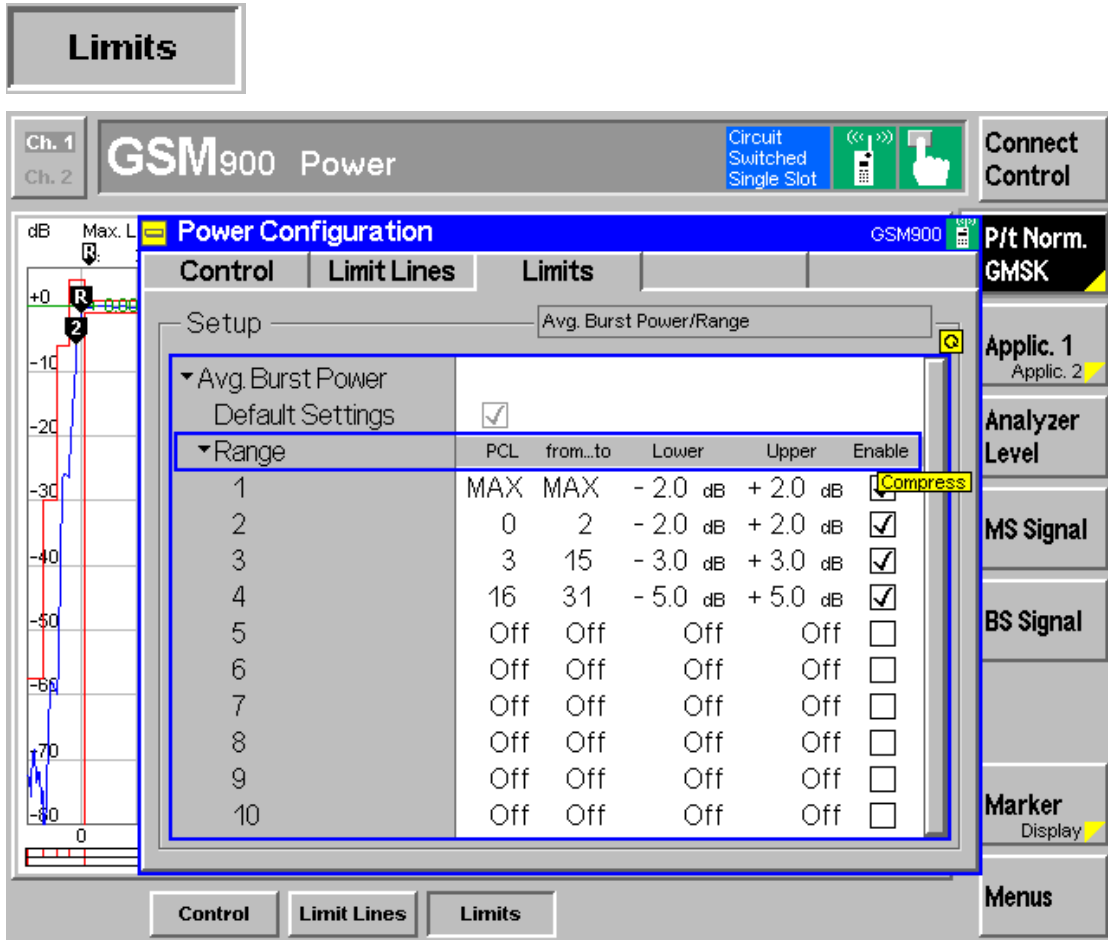 Limits
Ch. 1
Ch. 2
GSM900 Power
Circuit
Switched
Single Slot
Connect
Control
dB Max. L
R:
Power Configuration GSM900
P/t Norm.
GMSK
Control Limit Lines Limits
+0
R
2
Setup Avg. Burst Power/Range
Applic. 1
Applic. 2
-10
Avg. Burst Power
Default Settings
-20
Analyzer
Level
Range PCL from...to Lower Upper Enable
Compress
1 MAX MAX - 2.0 dB + 2.0 dB
-30
2 0 2 - 2.0 dB + 2.0 dB
MS Signal
3 3 15 - 3.0 dB + 3.0 dB
-40
4 16 31 - 5.0 dB + 5.0 dB
-50
5 Off Off Off Off
BS Signal
6 Off Off Off Off
-60
7 Off Off Off Off
8 Off Off Off Off
-70
9 Off Off Off Off
10 Off Off Off Off
-80
0
Marker
Display
Control Limit Lines Limits
Menus